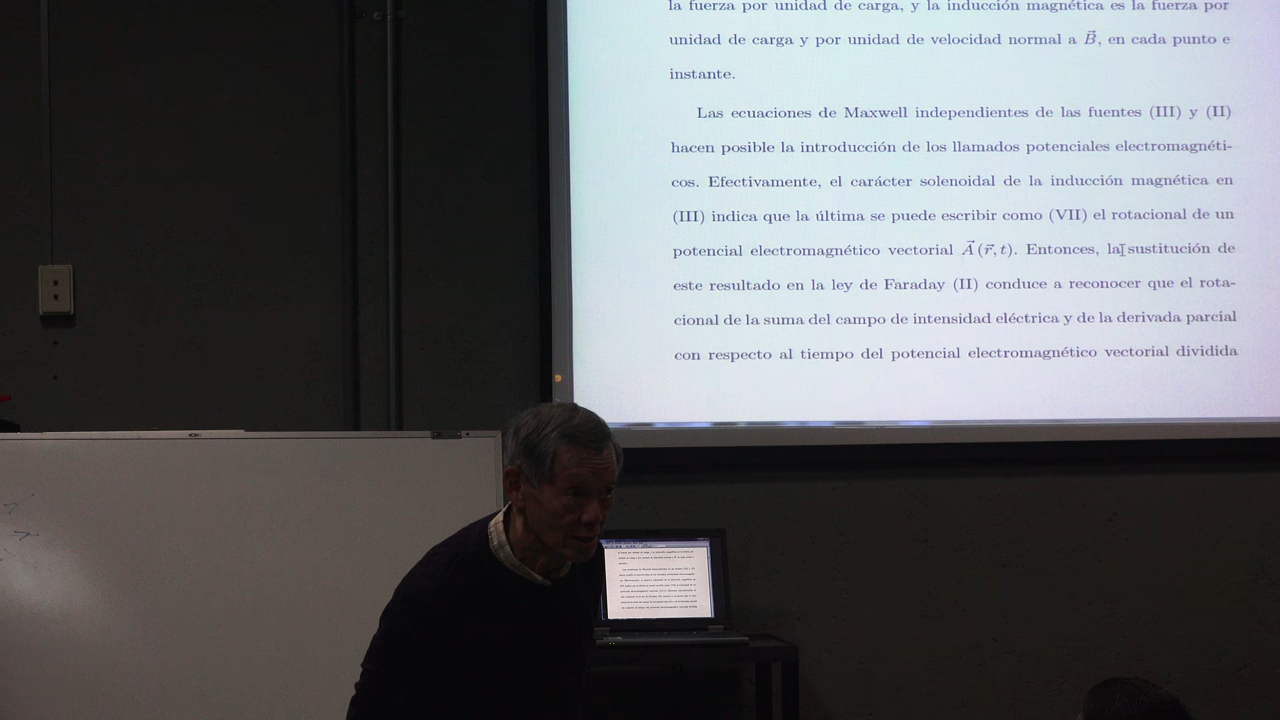 la fuerza por unidad de carga, y la inducción magnética es la fuerza por
unidad de carga y por unidad de velocidad normal a B⃗, en cada punto e
instante.
Las ecuaciones de Maxwell independientes de las fuentes (III) y (II)
hacen posible la introducción de los llamados potenciales electromagnéti-
cos. Efectivamente, el carácter solenoidal de la inducción magnética en
(III) indica que la última se puede escribir como (VII) el rotacional de un
potencial electromagnético vectorial A⃗(r⃗, t). Entonces, la sustitución de
este resultado en la ley de Faraday (II) conduce a reconocer que el rota-
cional de la suma del campo de intensidad eléctrica y de la derivada parcial
con respecto al tiempo del potencial electromagnético vectorial dividida